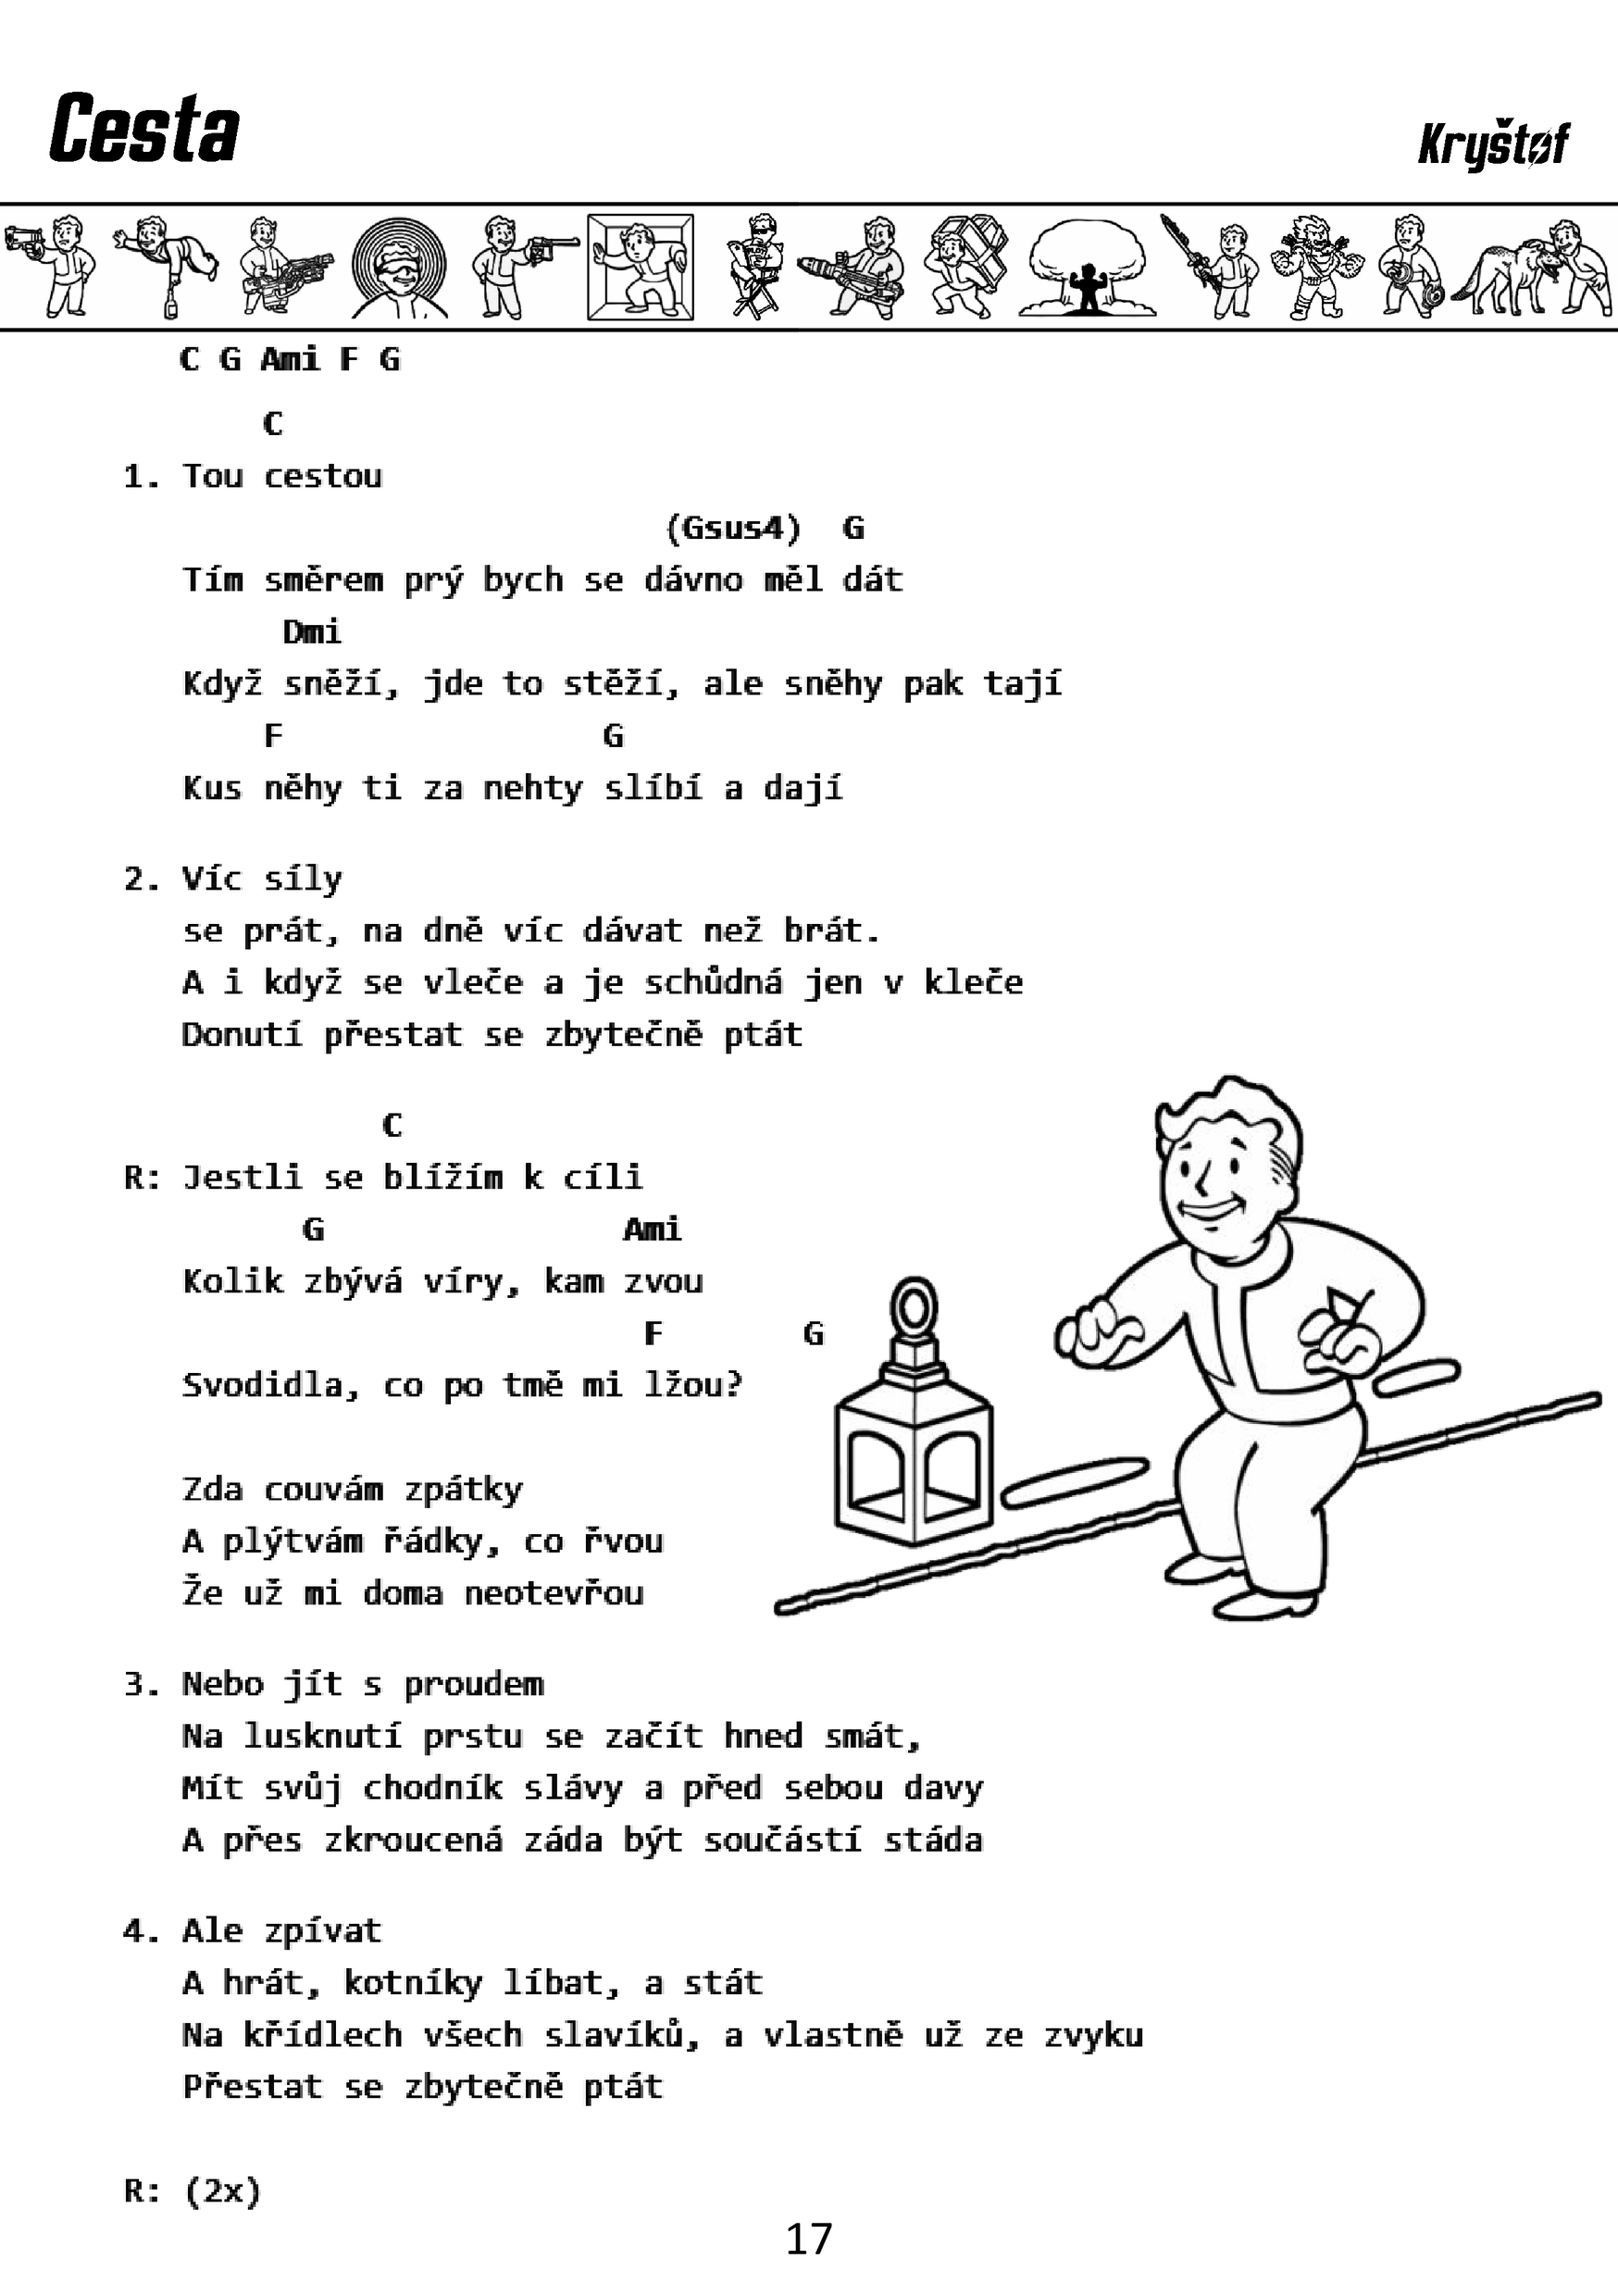 Cesta
Kryštof
C G Ami F G
C
1. Tou cestou
(Gsus4) G
Tím směrem prý bych se dávno měl dát
Dmi
Když sněží, jde to stěží, ale sněhy pak tají
F G
Kus něhy ti za nehty slíbí a dají
2. Víc síly
se prát, na dně víc dávat než brát.
A i když se vleče a je schůdná jen v kleče
Donutí přestat se zbytečně ptát
C
R: Jestli se blížím k cíli
G Ami
Kolik zbývá víry, kam zvou
F G
Svodidla, co po tmě mi lžou?
Zda couvám zpátky
A plýtvám řádky, co řvou
Že už mi doma neotevřou
3. Nebo jít s proudem
Na lusknutí prstu se začít hned smát,
Mít svůj chodník slávy a před sebou davy
A přes zkroucená záda být součástí stáda
4. Ale zpívat
A hrát, kotníky líbat, a stát
Na křídlech všech slavíků, a vlastně už ze zvyku
Přestat se zbytečně ptát
R: (2x)
17